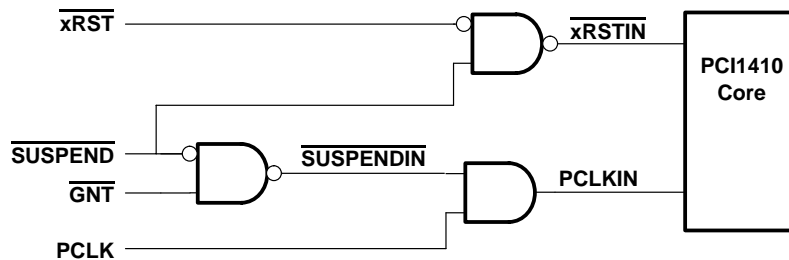 xRST
xRSTIN
PCI1410
Core
SUSPEND
SUSPENDIN
GNT
PCLKIN
PCLK